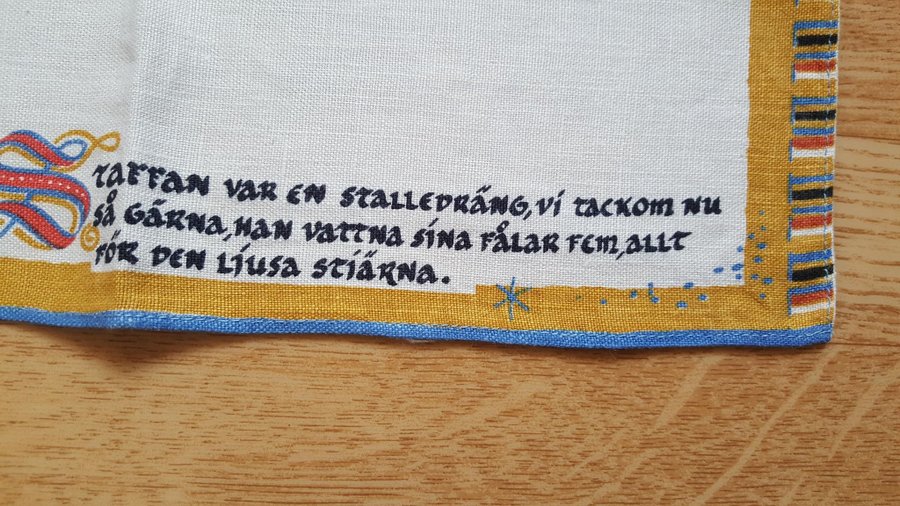 STAFFAN VAR EN STALLEDRÄNG, VI TACKOM NU
SÅ GÄRNA, HAN VATTNA SINA FÅLAR FEM, ALLT
FÖR DEN LJUSA STJÄRNA.